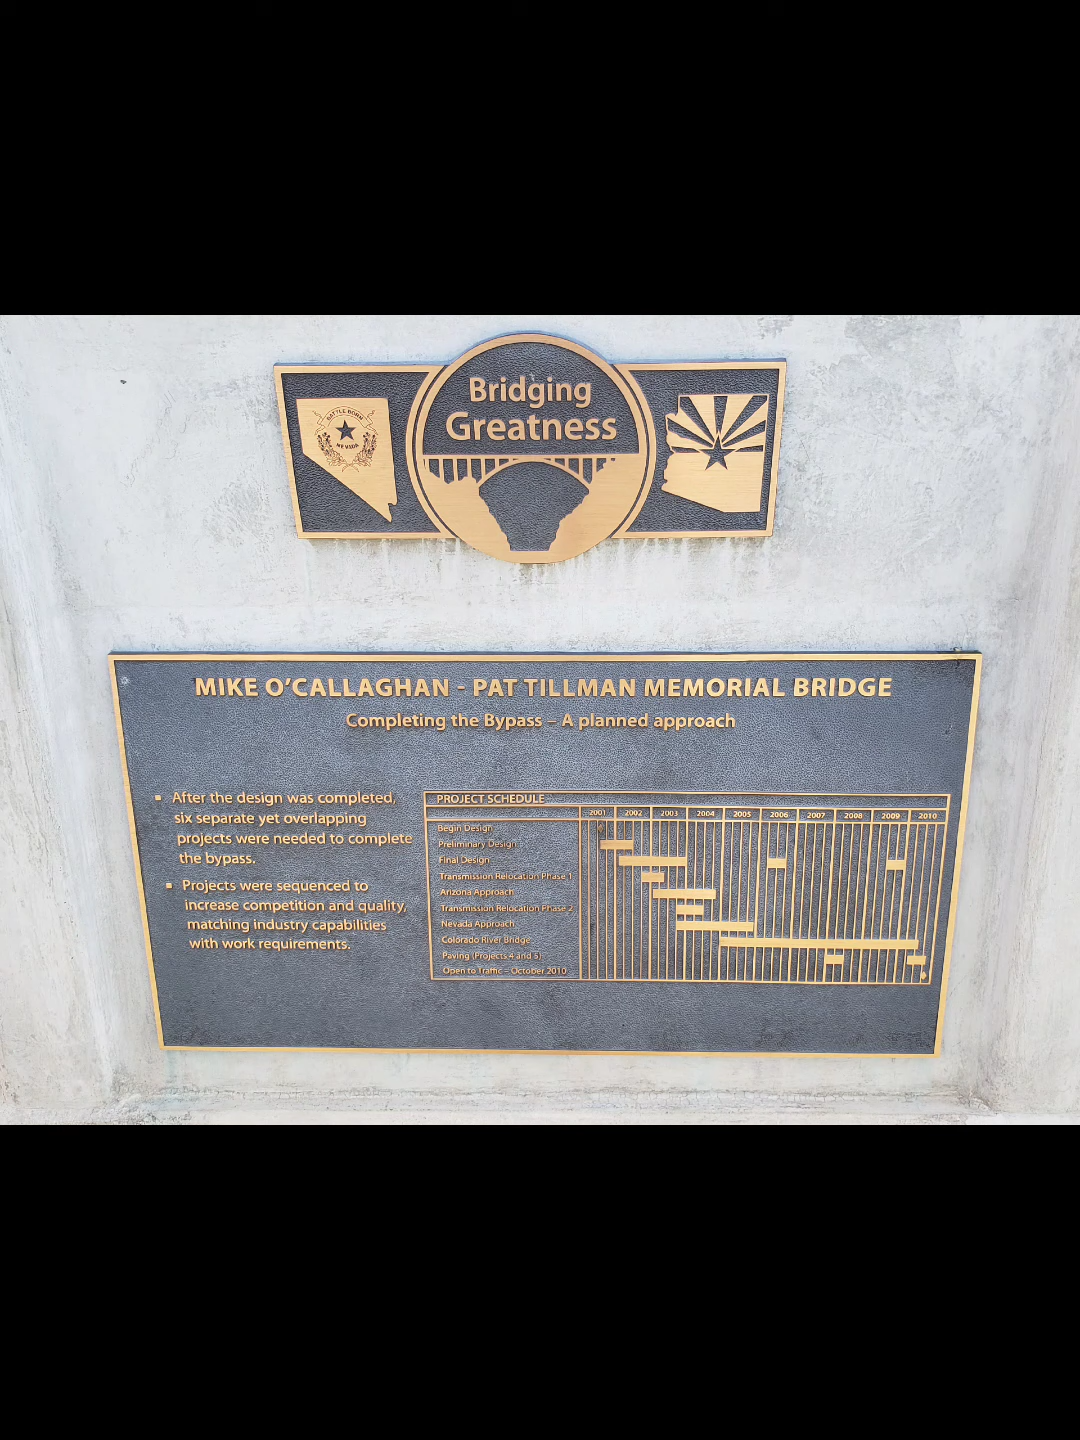 BATTLE BORN
NEVADA
Bridging
Greatness
MIKE O'CALLAGHAN - PAT TILLMAN MEMORIAL BRIDGE
Completing the Bypass – A planned approach
▪ After the design was completed,
six separate yet overlapping
projects were needed to complete
the bypass.
▪ Projects were sequenced to
increase competition and quality,
matching industry capabilities
with work requirements.
PROJECT SCHEDULE
2001 2002 2003 2004 2005 2006 2007 2008 2009 2010
Begin Design
Preliminary Design
Final Design
Transmission Relocation Phase 1
Arizona Approach
Transmission Relocation Phase 2
Nevada Approach
Colorado River Bridge
Paving (Projects 4 and 5)
Open to Traffic – October 2010